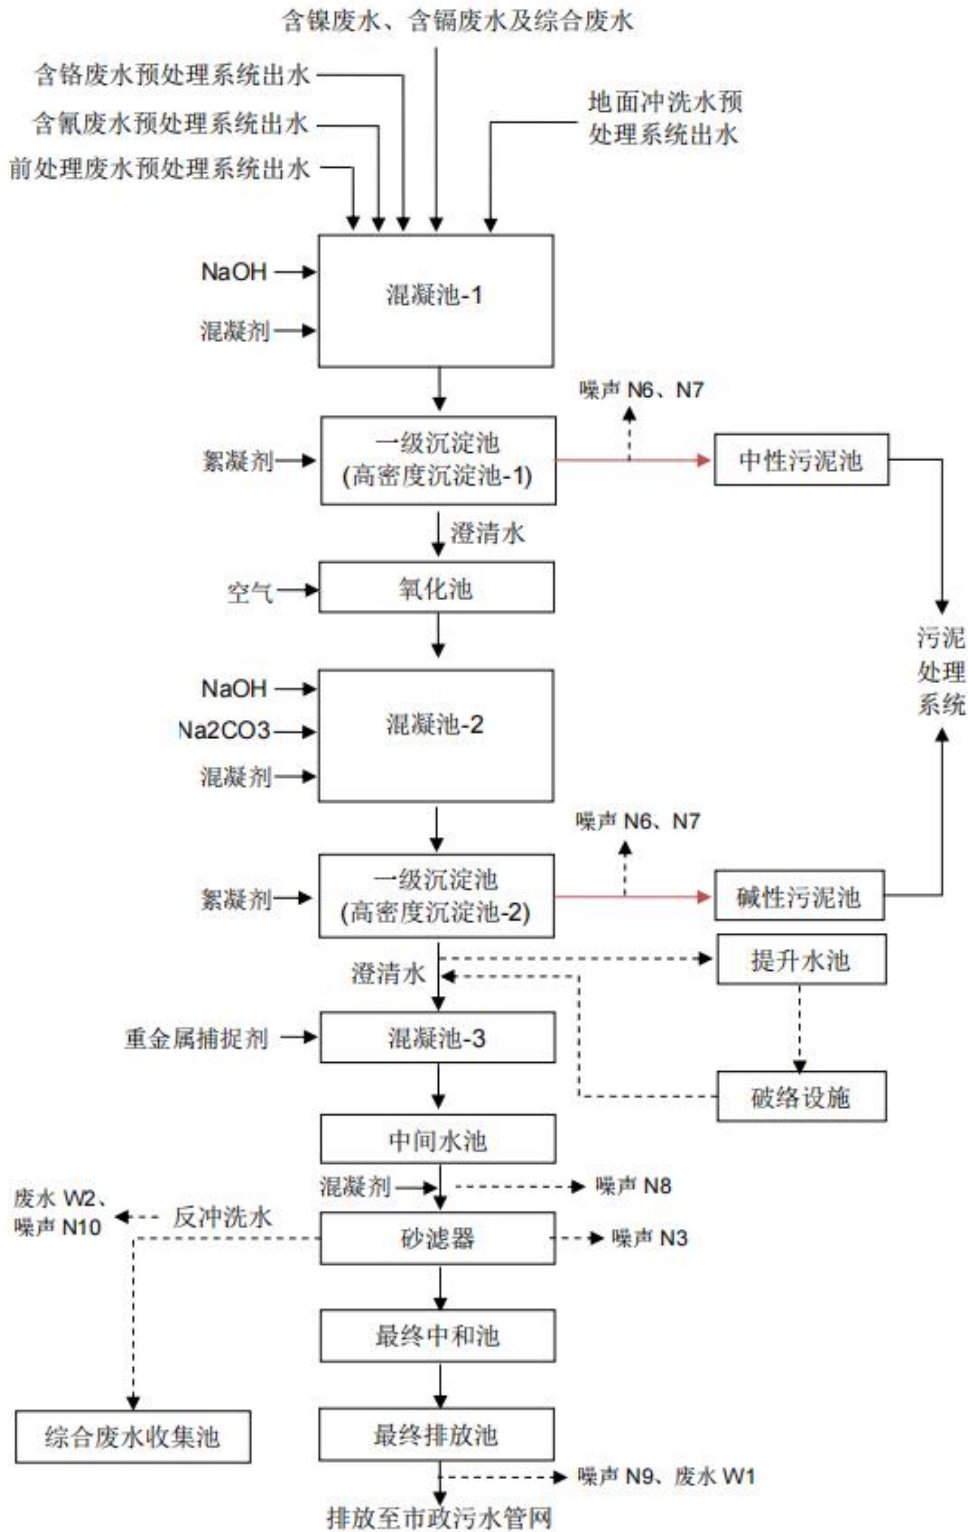 含镍废水、含镉废水及综合废水
含铬废水预处理系统出水
含氰废水预处理系统出水
前处理废水预处理系统出水
地面冲洗水预
处理系统出水
NaOH
混凝剂
混凝池-1
噪声 N6、N7
絮凝剂
一级沉淀池
(高密度沉淀池-1)
中性污泥池
澄清水
空气
氧化池
污泥
处理
系统
NaOH
Na2CO3
混凝剂
混凝池-2
噪声 N6、N7
絮凝剂
一级沉淀池
(高密度沉淀池-2)
碱性污泥池
澄清水
提升水池
重金属捕捉剂
混凝池-3
破络设施
中间水池
混凝剂
噪声 N8
废水 W2、
噪声 N10
反冲洗水
砂滤器
噪声 N3
最终中和池
综合废水收集池
最终排放池
噪声 N9、废水 W1
排放至市政污水管网